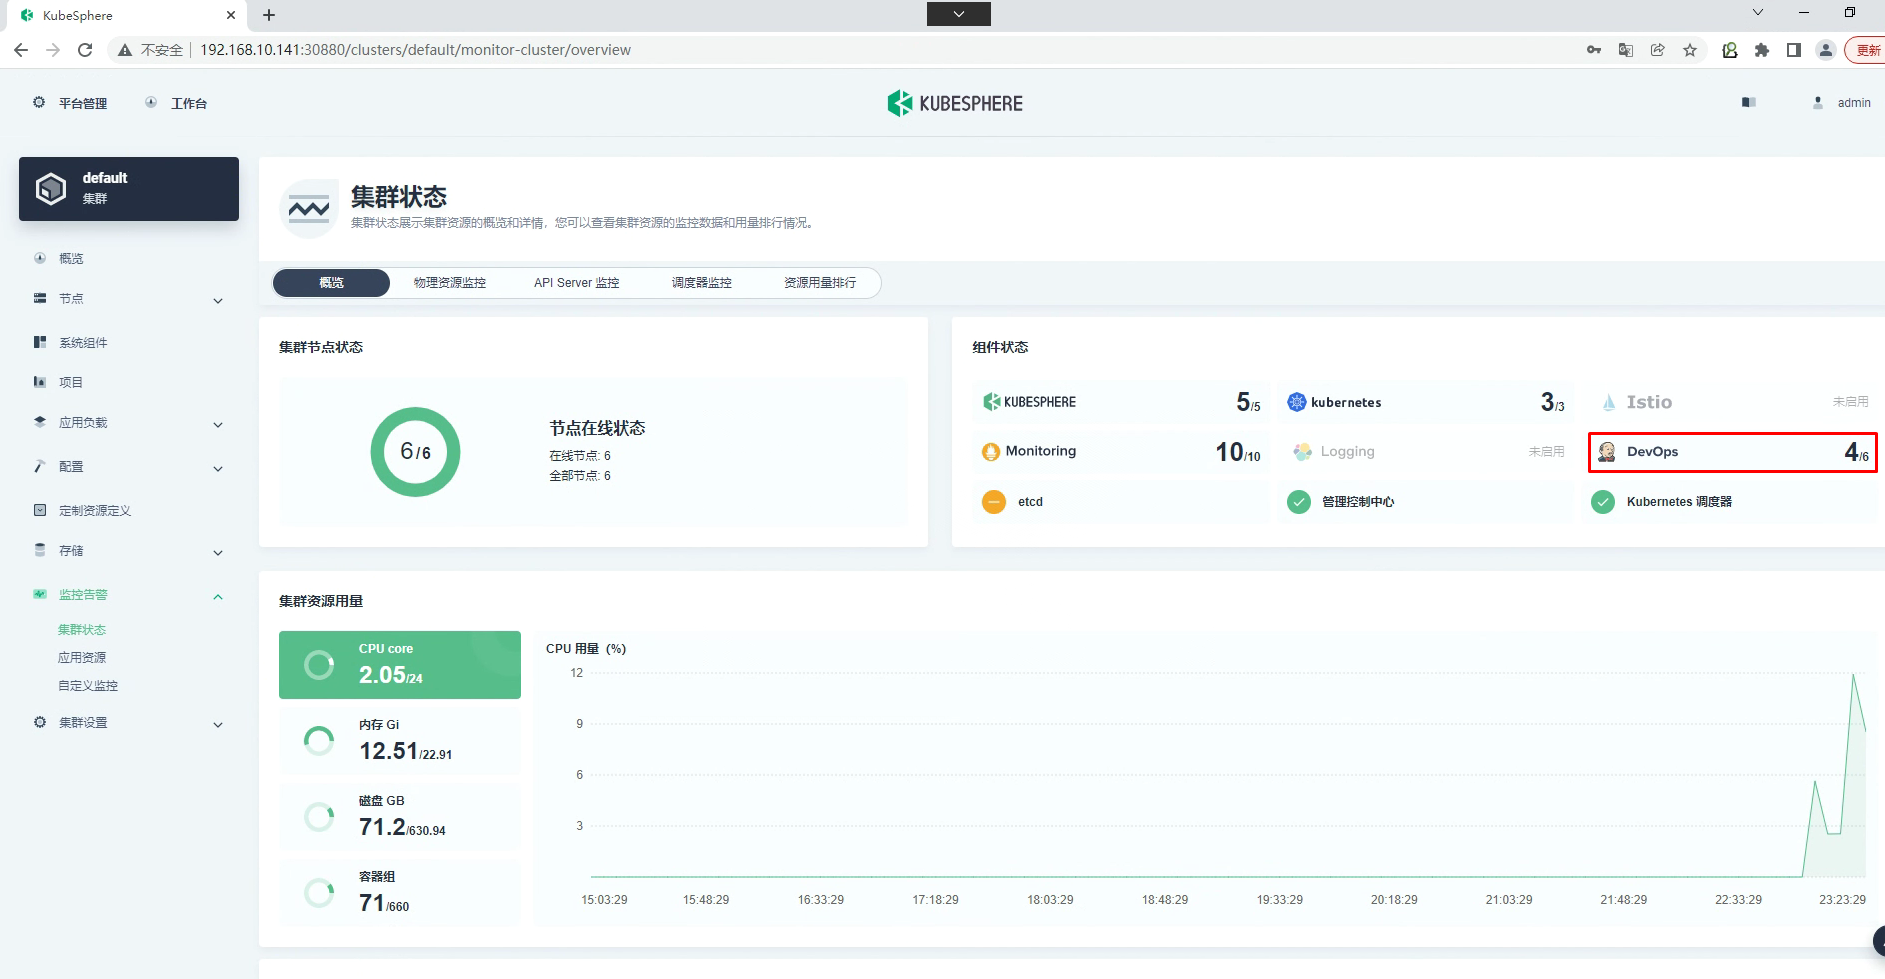 KubeSphere
不安全
192.168.10.141:30880/clusters/default/monitor-cluster/overview
更新
平台管理
工作台
KUBESPHERE
admin
default
集群
概览
节点
系统组件
项目
应用负载
配置
定制资源定义
存储
监控告警
集群状态
应用资源
自定义监控
集群设置
集群状态
集群状态展示集群资源的概览和详情，您可以查看集群资源的监控数据和用量排行情况。
概览
物理资源监控
API Server 监控
调度器监控
资源用量排行
集群节点状态
6/6
节点在线状态
在线节点: 6
全部节点: 6
组件状态
KUBESPHERE 5/5
kubernetes 3/3
Istio 未启用
Monitoring 10/10
Logging 未启用
DevOps 4/6
etcd
管理控制中心
Kubernetes 调度器
集群资源用量
CPU core
2.05/24
内存 Gi
12.51/22.91
磁盘 GB
71.2/630.94
容器组
71/660
CPU 用量（%）
12
9
6
3
15:03:29 15:48:29 16:33:29 17:18:29 18:03:29 18:48:29 19:33:29 20:18:29 21:03:29 21:48:29 22:33:29 23:23:29